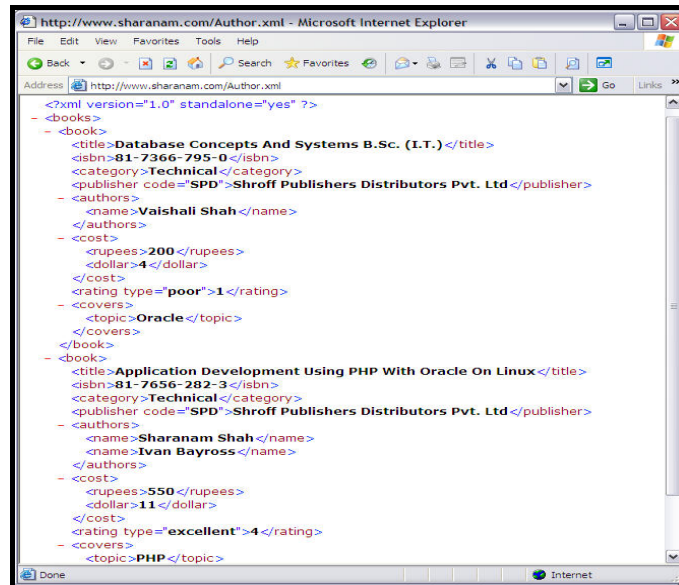 http://www.sharanam.com/Author.xml - Microsoft Internet Explorer
File Edit View Favorites Tools Help
Back Search Favorites
Address http://www.sharanam.com/Author.xml Go Links »
<?xml version="1.0" standalone="yes" ?>
- <books>
- <book>
<title>Database Concepts And Systems B.Sc. (I.T.)</title>
<isbn>81-7366-795-0</isbn>
<category>Technical</category>
<publisher code="SPD">Shroff Publishers Distributors Pvt. Ltd</publisher>
- <authors>
<name>Vaishali Shah</name>
</authors>
- <cost>
<rupees>200</rupees>
<dollar>4</dollar>
</cost>
<rating type="poor">1</rating>
- <covers>
<topic>Oracle</topic>
</covers>
</book>
- <book>
<title>Application Development Using PHP With Oracle On Linux</title>
<isbn>81-7656-282-3</isbn>
<category>Technical</category>
<publisher code="SPD">Shroff Publishers Distributors Pvt. Ltd</publisher>
- <authors>
<name>Sharanam Shah</name>
<name>Ivan Bayross</name>
</authors>
- <cost>
<rupees>550</rupees>
<dollar>11</dollar>
</cost>
<rating type="excellent">4</rating>
- <covers>
<topic>PHP</topic>
Done Internet